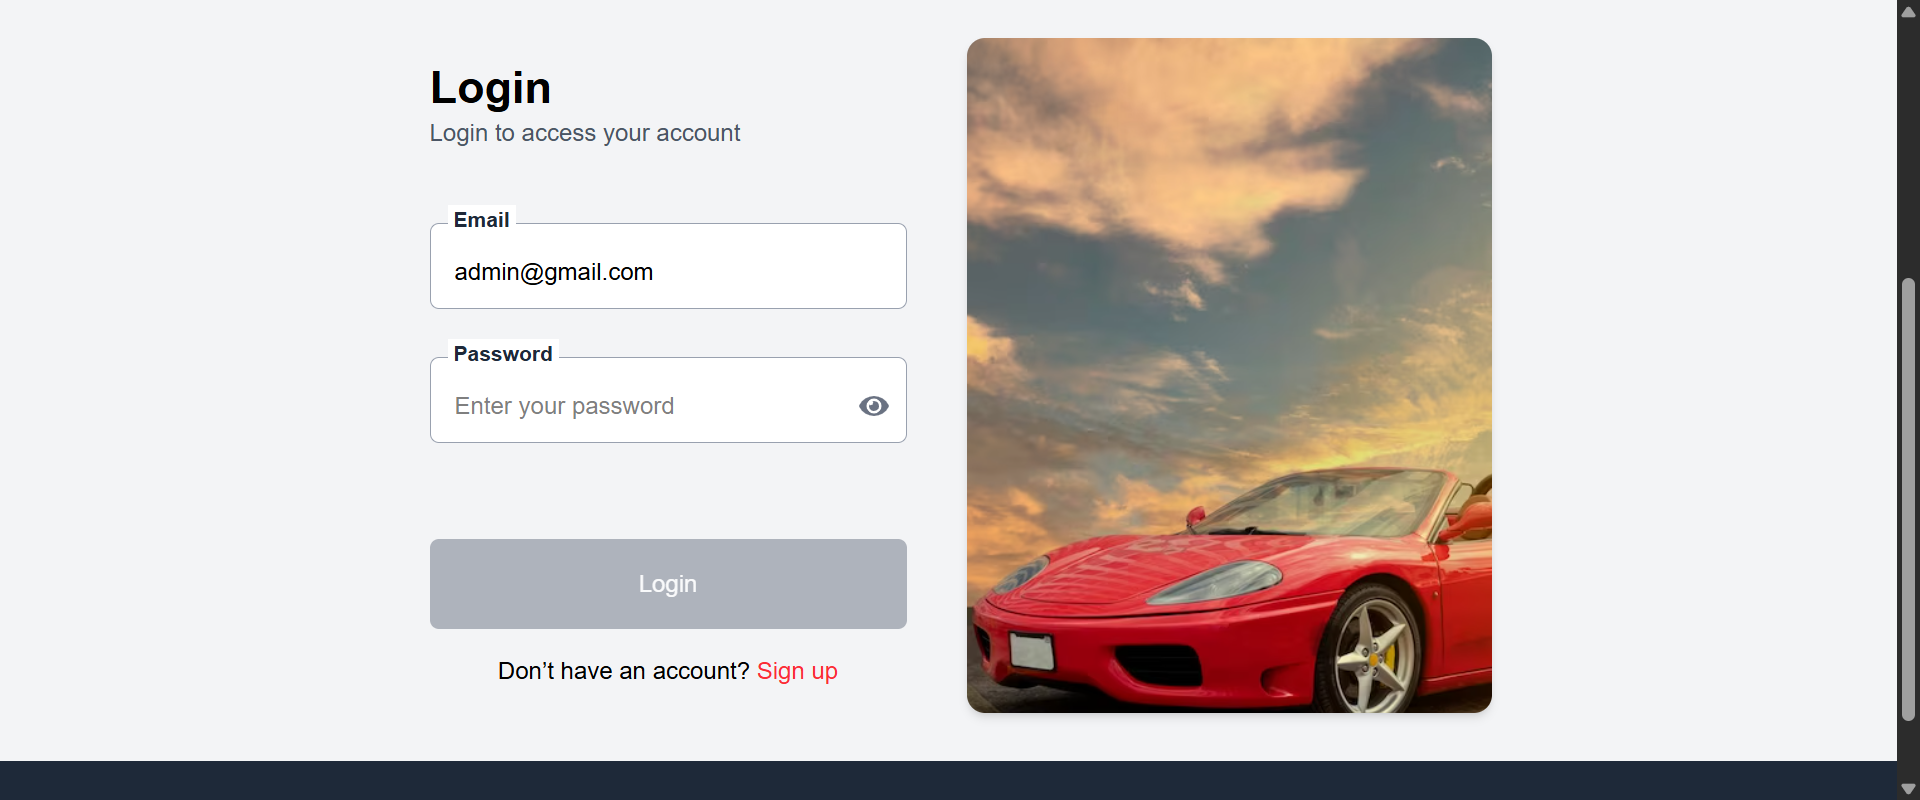 Login
Login to access your account
Email
admin@gmail.com
Password
Enter your password
Login
Don’t have an account? Sign up